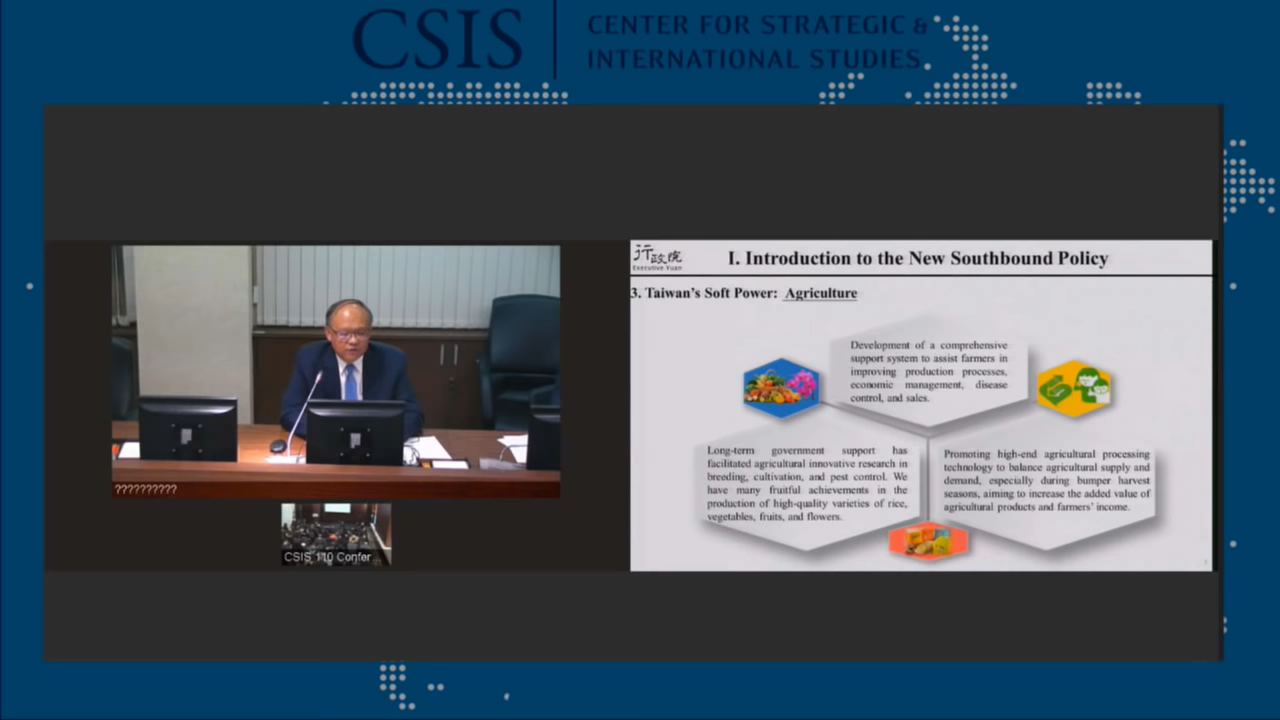 CSIS
CENTER FOR STRATEGIC &
INTERNATIONAL STUDIES
??????????
CSIS 110 Confer
行政院
Executive Yuan
I. Introduction to the New Southbound Policy
3. Taiwan's Soft Power: Agriculture
Development of a comprehensive
support system to assist farmers in
improving production processes,
economic management, disease
control, and sales.
Long-term government support has
facilitated agricultural innovative research in
breeding, cultivation, and pest control. We
have many fruitful achievements in the
production of high-quality varieties of rice,
vegetables, fruits, and flowers.
Promoting high-end agricultural processing
technology to balance agricultural supply and
demand, especially during bumper harvest
seasons, aiming to increase the added value of
agricultural products and farmers' income.